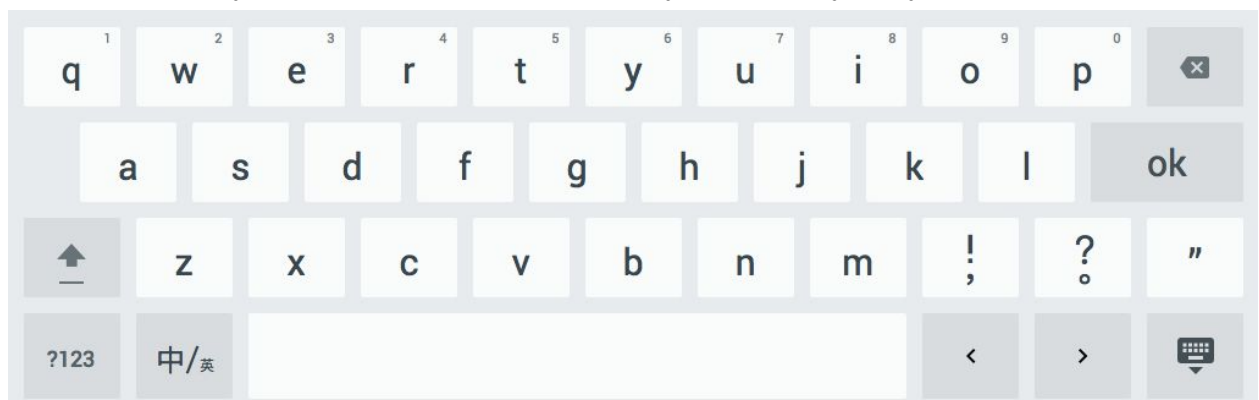 1 2 3 4 5 6 7 8 9 0
q w e r t y u i o p
a s d f g h j k l ok
z x c v b n m ! , ? 。 "
?123 中/英 < >